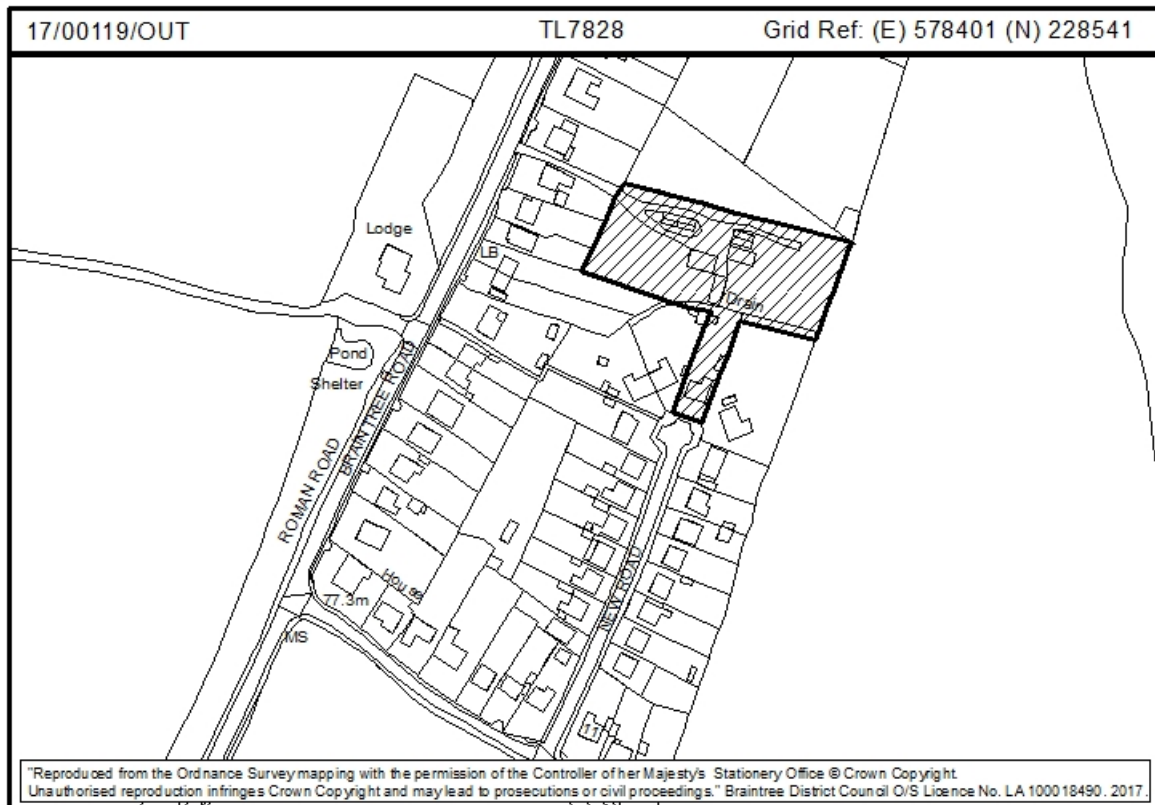 17/00119/OUT TL7828 Grid Ref: (E) 578401 (N) 228541
Lodge
LB
Drain
Pond
Shelter
BRAINTREE ROAD
ROMAN ROAD
NEW ROAD
House
77.3m
MS
11
"Reproduced from the Ordnance Survey mapping with the permission of the Controller of her Majesty's Stationery Office © Crown Copyright.
Unauthorised reproduction infringes Crown Copyright and may lead to prosecutions or civil proceedings." Braintree District Council O/S Licence No. LA 100018490. 2017.